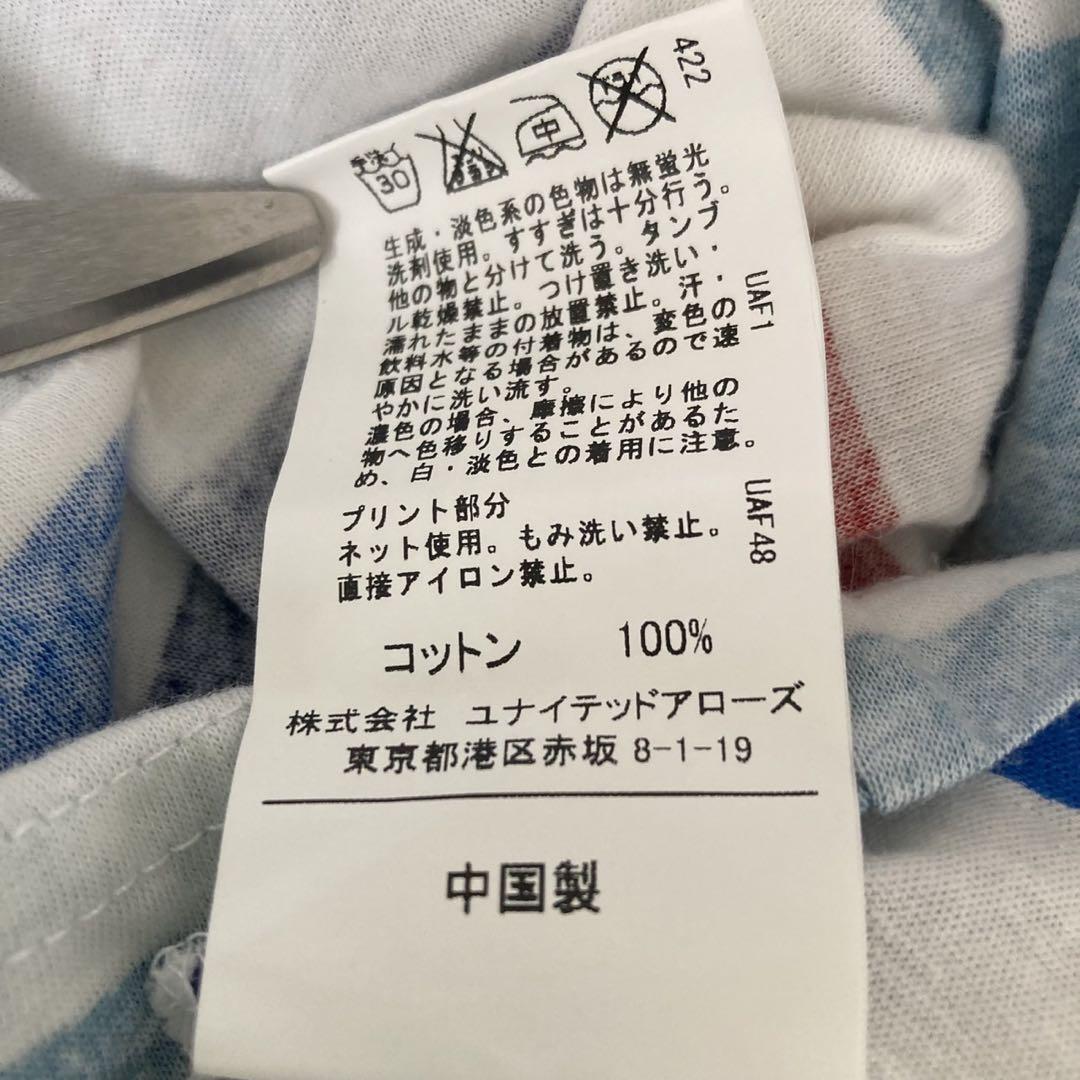 422
手洗イ
30
中
生成・淡色系の色物は無蛍光
洗剤使用。すすぎは十分行う。
他の物と分けて洗う。タンブ
ル乾燥禁止。つけ置き洗い・
濡れたままの放置禁止。汗・
飲料水等の付着物は、変色の
原因となる場合があるので速
やかに洗い流す。
濃色の場合、摩擦により他の
物へ色移りすることがあるた
め、白・淡色との着用に注意。
UAF1
プリント部分
ネット使用。もみ洗い禁止。
直接アイロン禁止。
UAF48
コットン 100%
株式会社 ユナイテッドアローズ
東京都港区赤坂 8-1-19
中国製